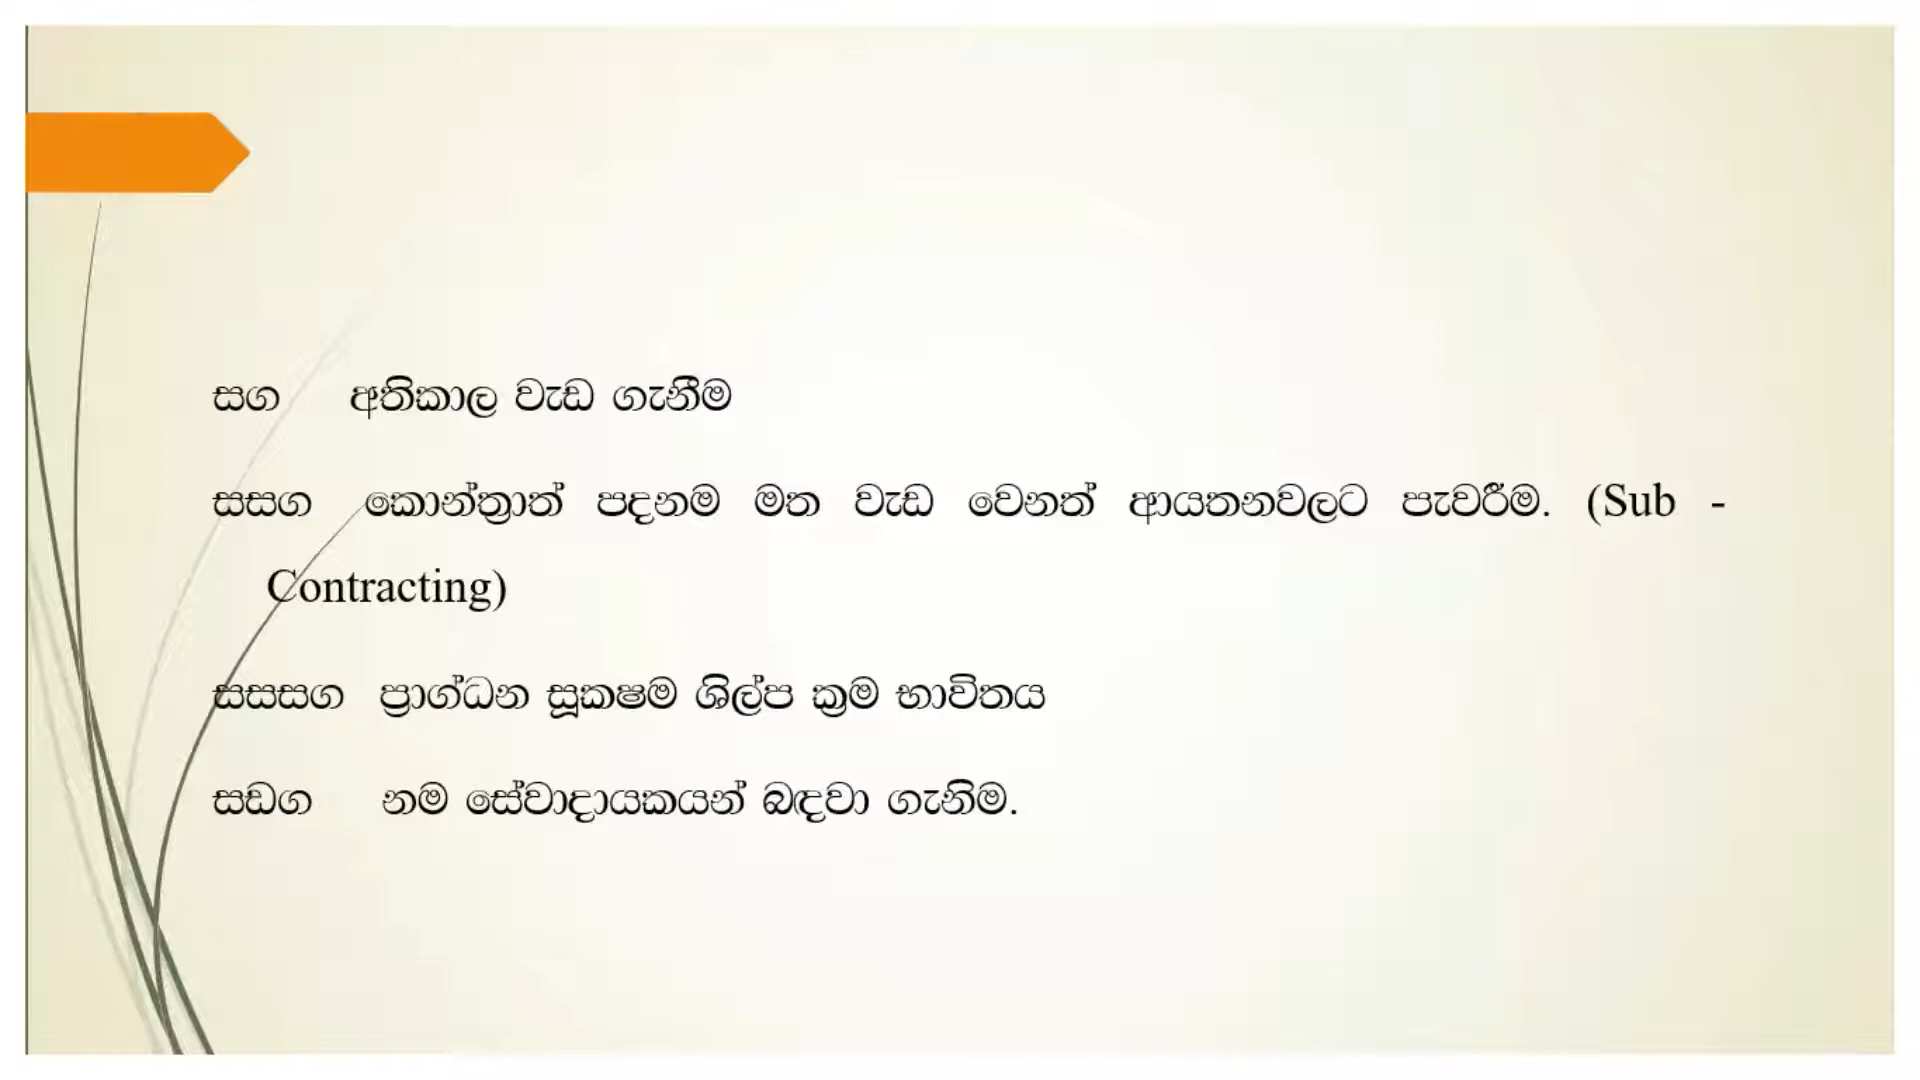 සග අතිකාල වැඩ ගැනීම
සසග කොන්ත්‍රාත් පදනම මත වැඩ වෙනත් ආයතනවලට පැවරීම. (Sub -
Contracting)
සසසග ප්‍රාග්ධන සූක්‍ෂම ශිල්ප ක්‍රම භාවිතය
සඩග නම සේවාදායකයන් බඳවා ගැනිම.